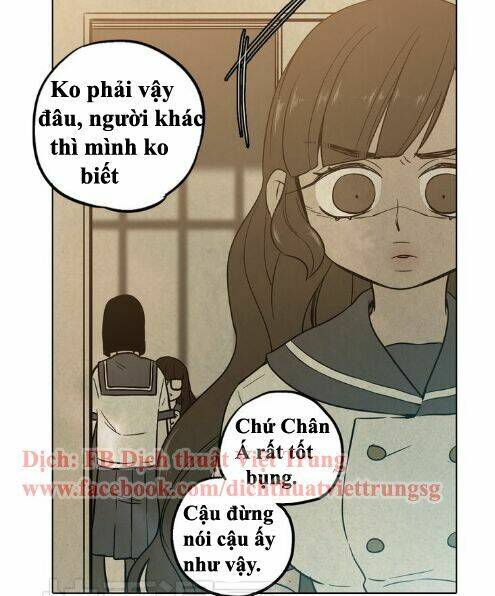 Ko phải vậy
đâu, người khác
thì mình ko
biết
Chứ Chân
Á rất tốt
bụng.
Dịch: FB Dịch thuật Việt Trung
www.facebook.com/dichthuatviettrungsg
Cậu đừng
nói cậu ấy
như vậy.